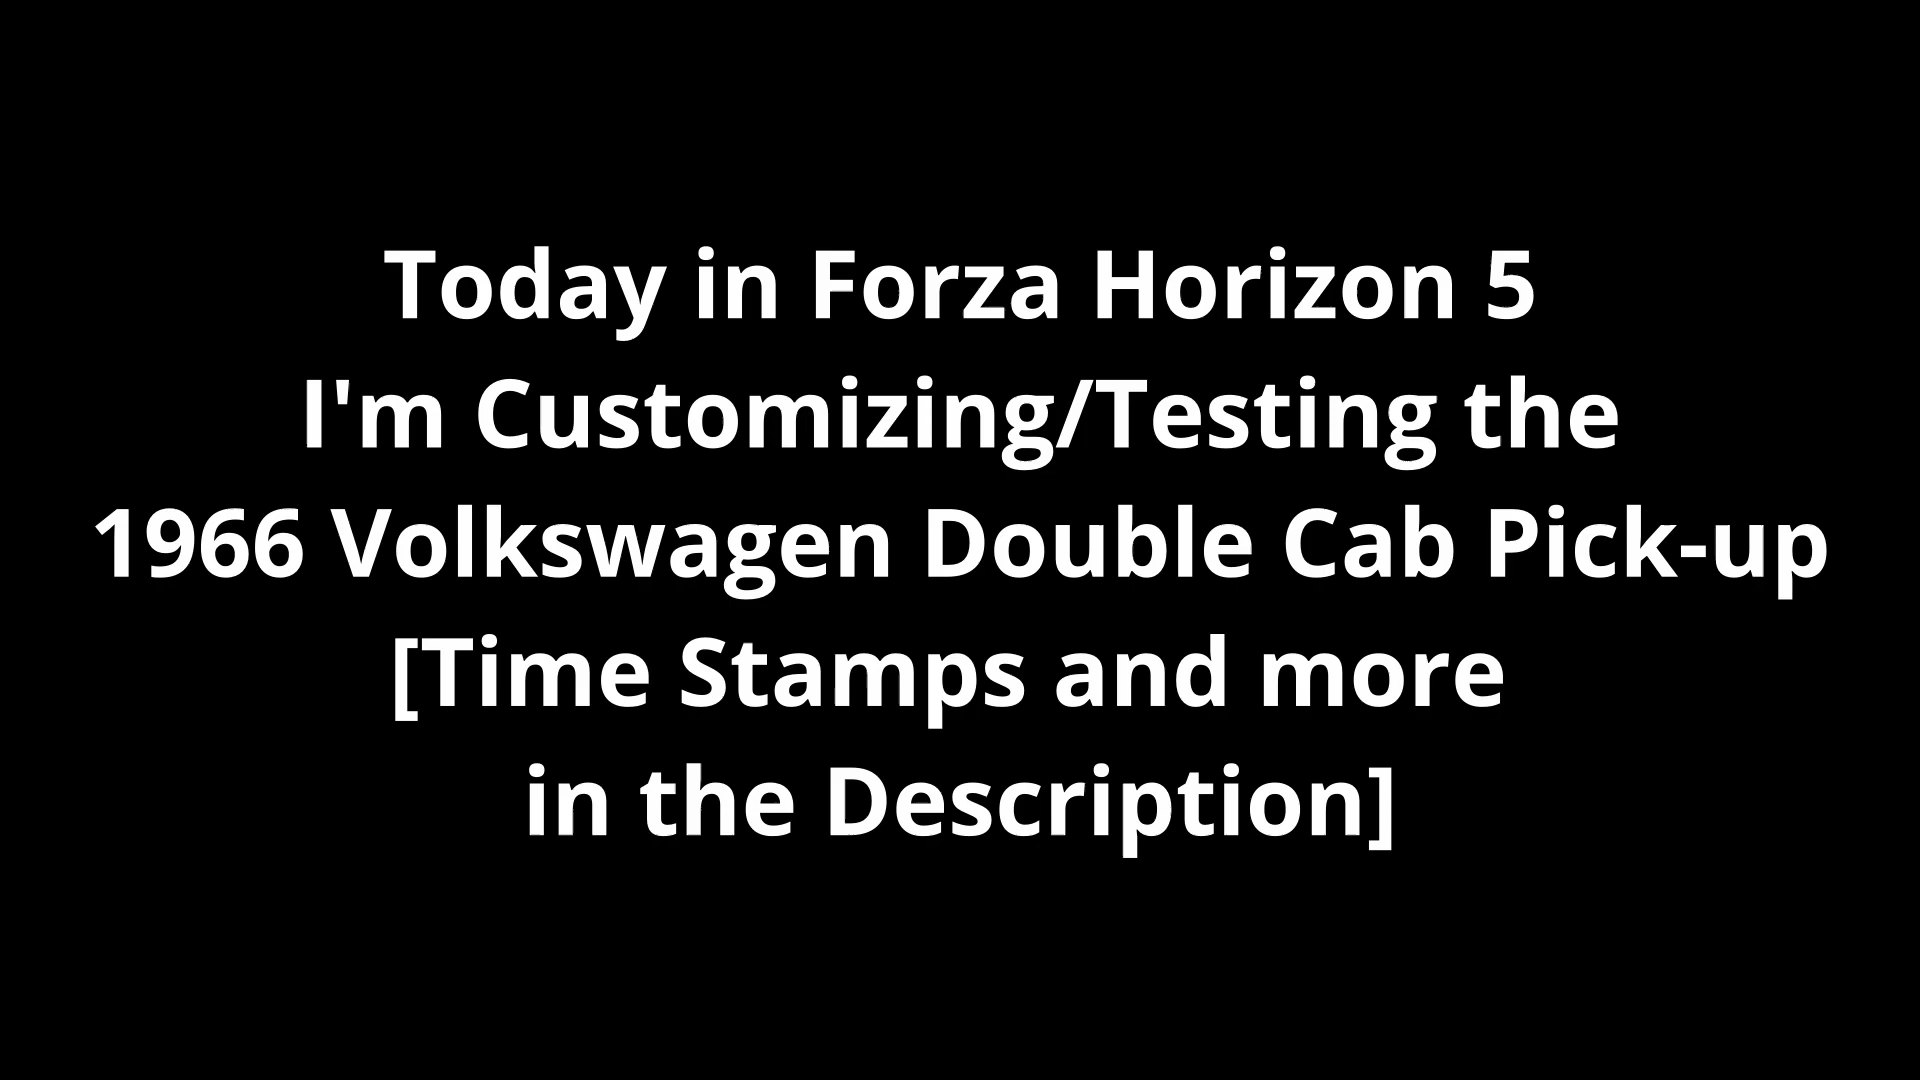 Today in Forza Horizon 5
I'm Customizing/Testing the
1966 Volkswagen Double Cab Pick-up
[Time Stamps and more
in the Description]